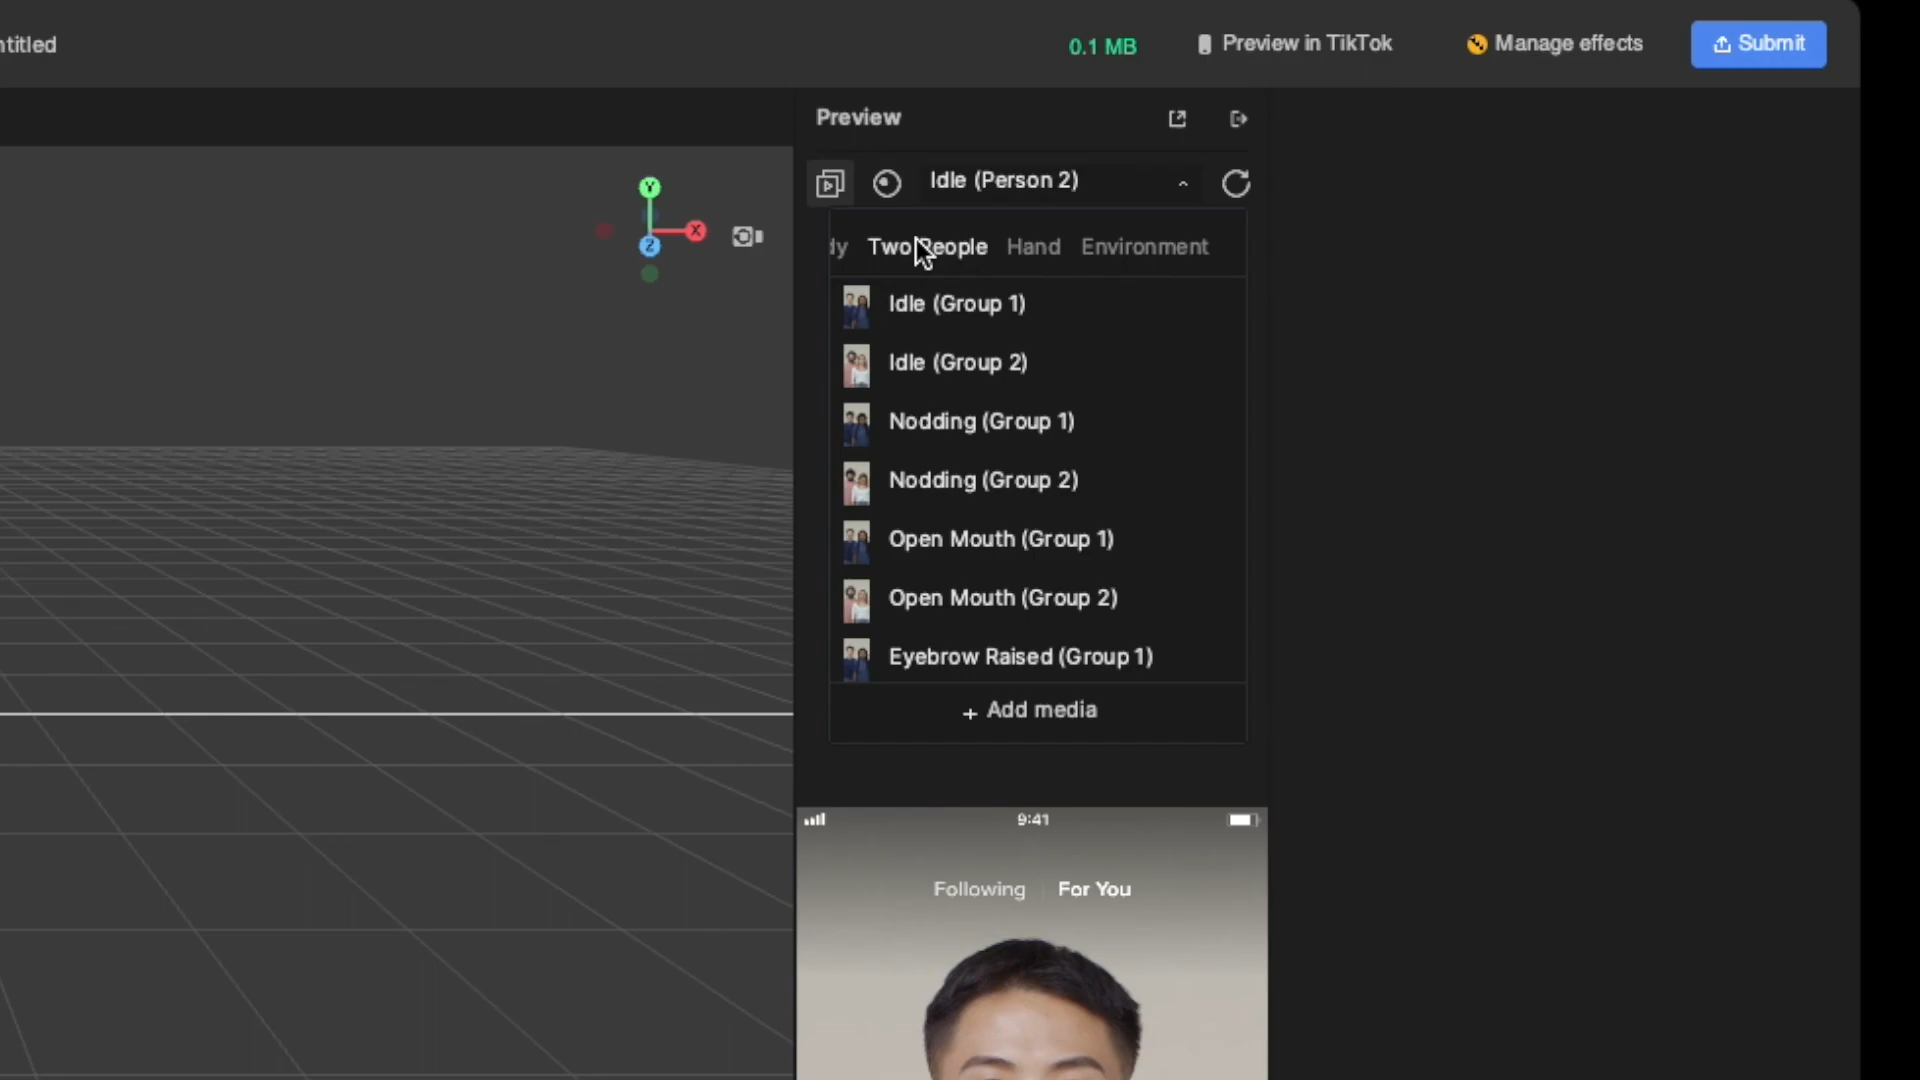 ntitled
0.1 MB
Preview in TikTok
Manage effects
Submit
Preview
Idle (Person 2)
Y
X
Z
dy
Two People
Hand
Environment
Idle (Group 1)
Idle (Group 2)
Nodding (Group 1)
Nodding (Group 2)
Open Mouth (Group 1)
Open Mouth (Group 2)
Eyebrow Raised (Group 1)
+ Add media
9:41
Following
For You